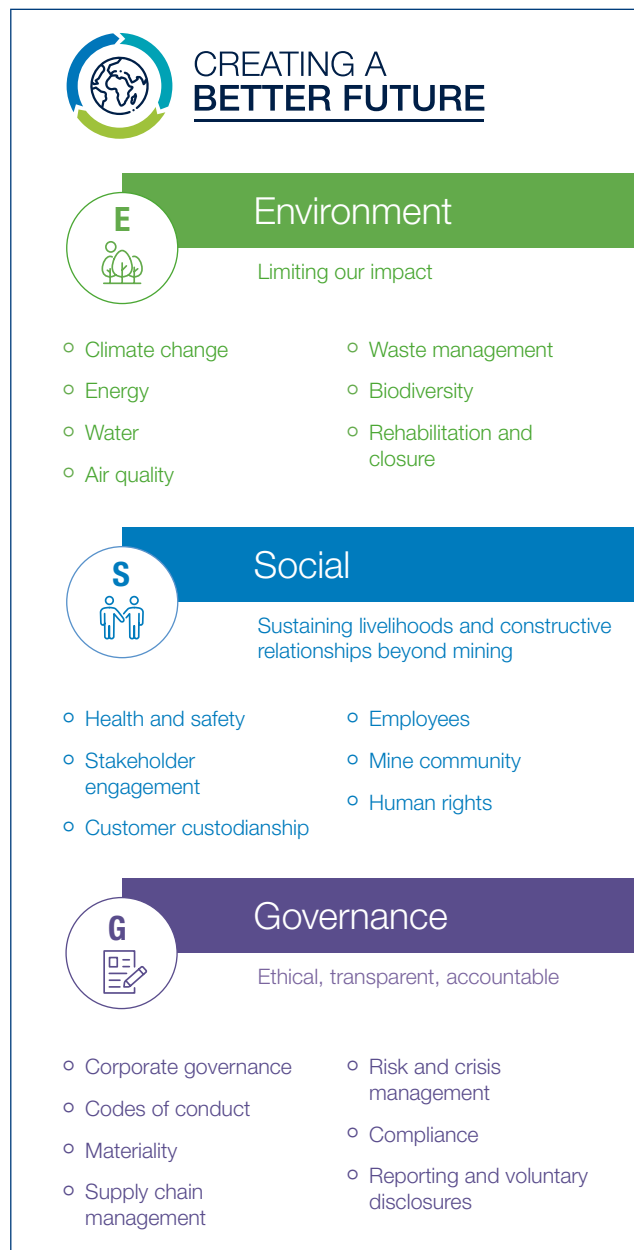 CREATING A
BETTER FUTURE
E
Environment
Limiting our impact
Climate change
Energy
Water
Air quality
Waste management
Biodiversity
Rehabilitation and
closure
S
Social
Sustaining livelihoods and constructive
relationships beyond mining
Health and safety
Stakeholder
engagement
Customer custodianship
Employees
Mine community
Human rights
G
Governance
Ethical, transparent, accountable
Corporate governance
Codes of conduct
Materiality
Supply chain
management
Risk and crisis
management
Compliance
Reporting and voluntary
disclosures